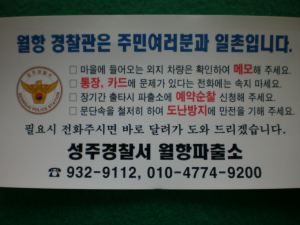 월항 경찰관은 주민여러분과 일촌입니다.
□ 마을에 들어오는 외지 차량은 확인하여 메모해 주세요.
□ 통장, 카드에 문제가 있다는 전화에는 속지 마세요.
□ 장기간 출타시 파출소에 예약순찰 신청해 주세요.
□ 문단속을 철저히 하여 도난방지에 만전을 기해 주세요.
필요시 전화주시면 바로 달려가 도와 드리겠습니다.
성주경찰서 월항파출소
☎ 932-9112, 010-4774-9200